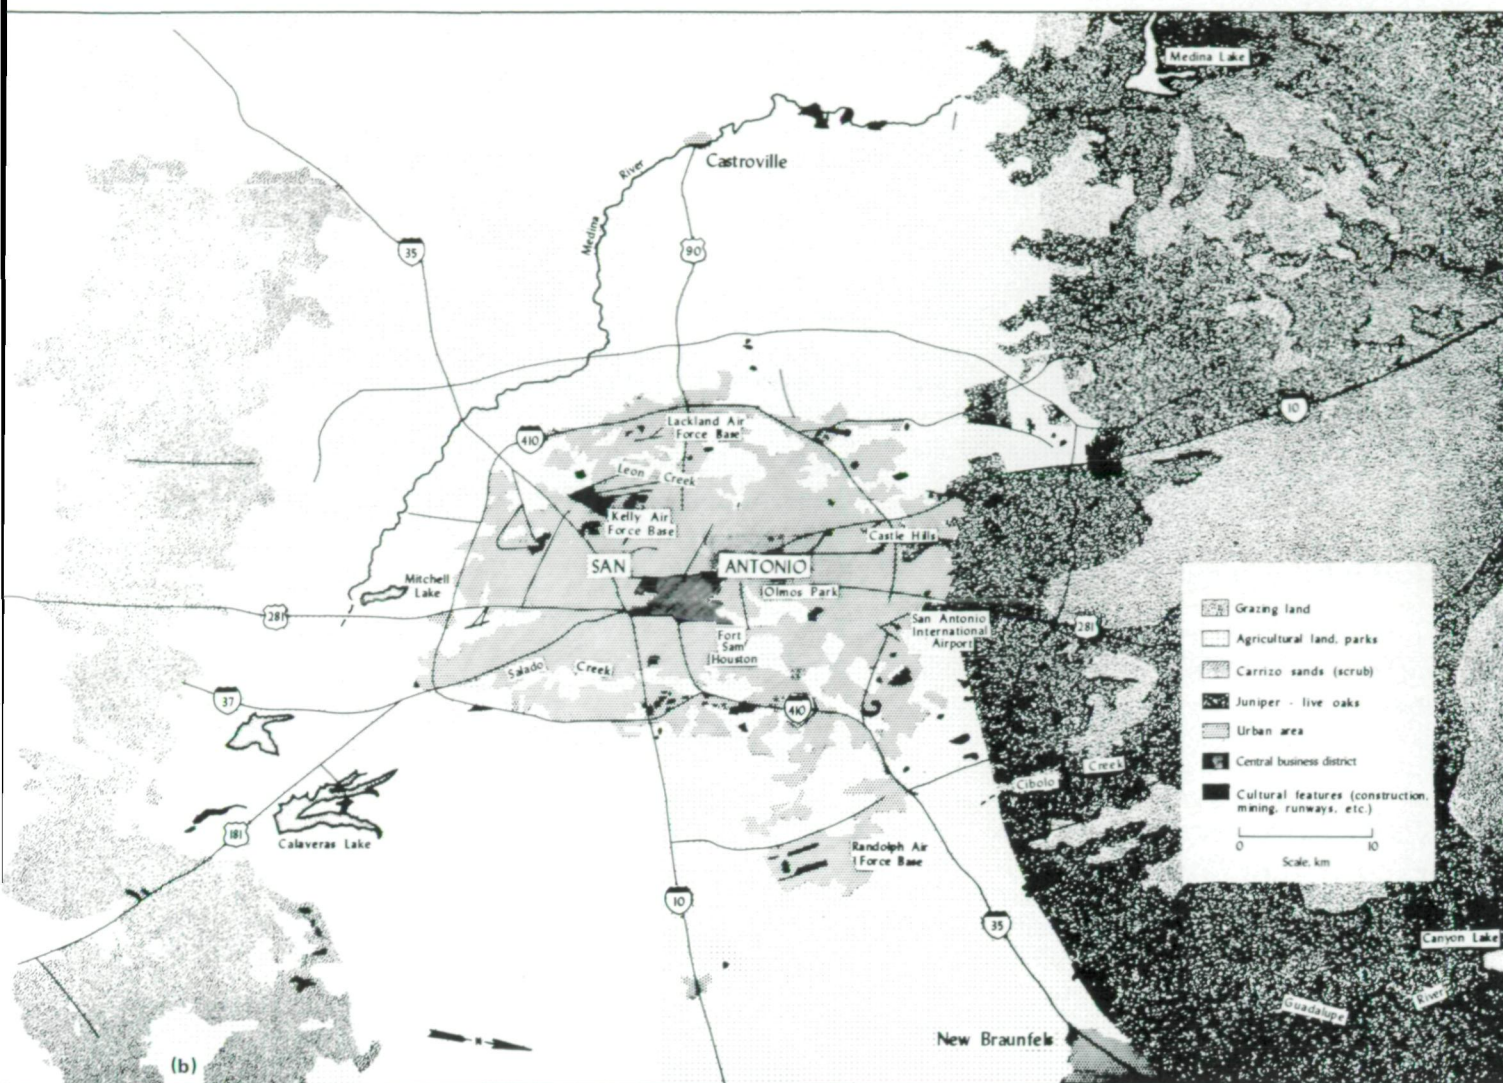 Medina Lake
Castroville
River
Medina
35
90
10
410
Lackland Air
Force Base
Leon Creek
Kelly Air
Force Base
Castle Hills
SAN ANTONIO
Mitchell
Lake
Olmos Park
281
San Antonio
International
Airport
281
Fort
Sam
Houston
Salado Creek
37
410
181
Calaveras Lake
Cibolo Creek
Randolph Air
Force Base
10
35
Grazing land
Agricultural land, parks
Carrizo sands (scrub)
Juniper - live oaks
Urban area
Central business district
Cultural features (construction,
mining, runways, etc.)
0 10
Scale, km
Canyon Lake
Guadalupe River
New Braunfels
N
(b)